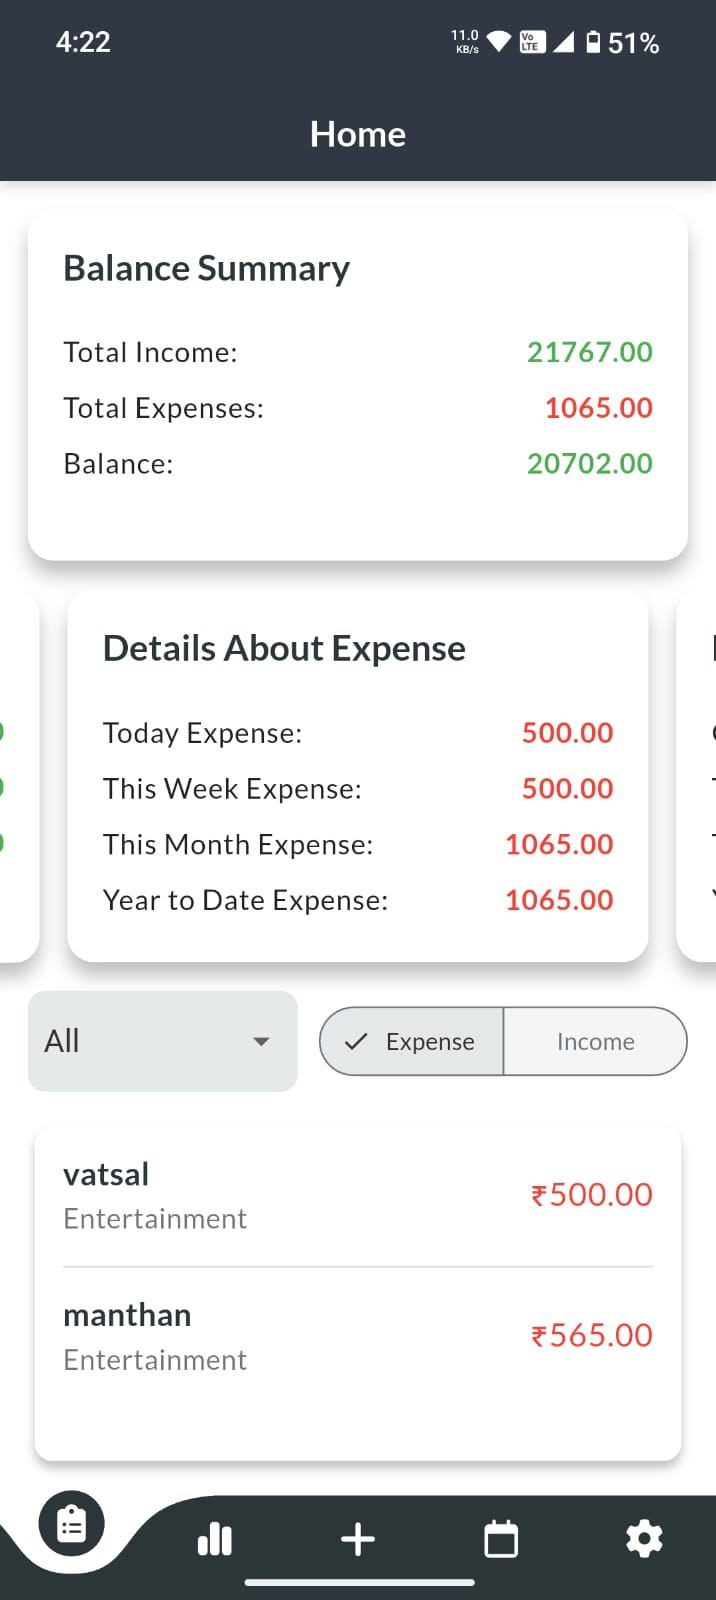 4:22
11.0
KB/s
Vo
LTE
51%
Home
Balance Summary
Total Income: 21767.00
Total Expenses: 1065.00
Balance: 20702.00
Details About Expense
Today Expense: 500.00
This Week Expense: 500.00
This Month Expense: 1065.00
Year to Date Expense: 1065.00
All
Expense
Income
vatsal
Entertainment
₹500.00
manthan
Entertainment
₹565.00